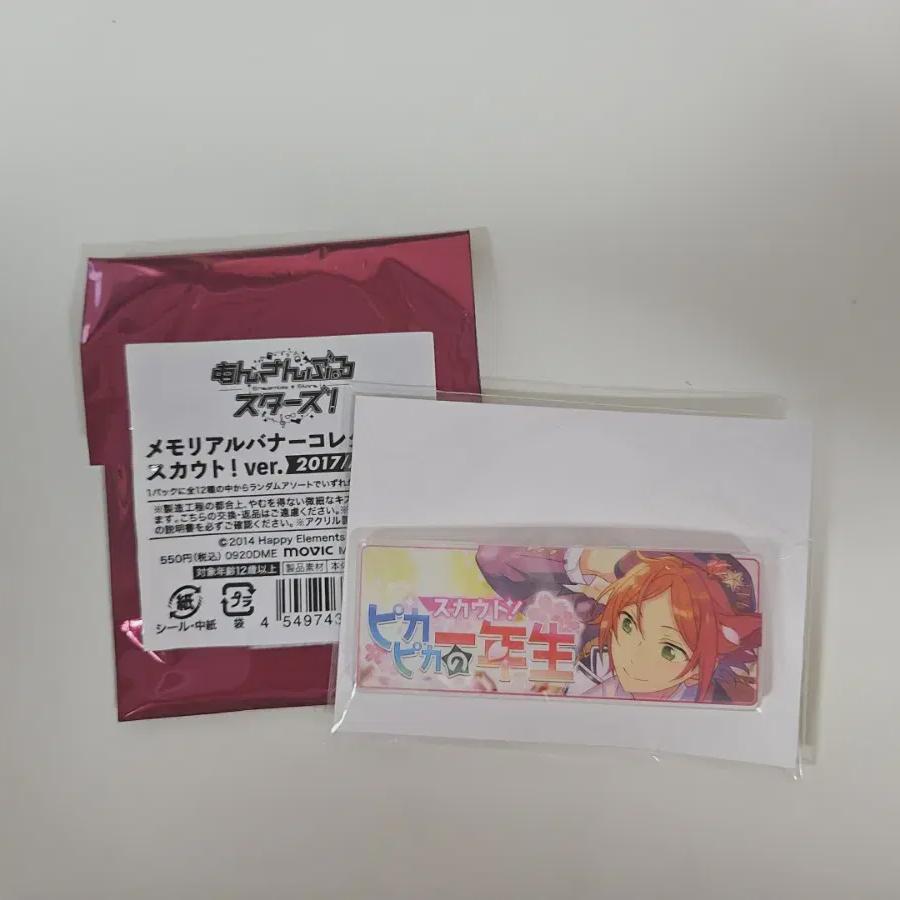 あんさんぶる
Ensemble Stars
スターズ!
メモリアルバナーコレ
スカウト! ver. 2017/
1パックに全12種の中からランダムアソートでいずれ
※製造工程の都合上、やむを得ない微細なキズ
ます。こちらの交換・返品はご遠慮ください。
の説明書を必ずご確認ください。※アクリル
©2014 Happy Elements
550円(税込) 0920DME movic
対象年齢12歳以上 製品素材 本
紙
シール・中紙
プラ
袋
4 549743
スカウト!
ピカ
ピカの
一年生